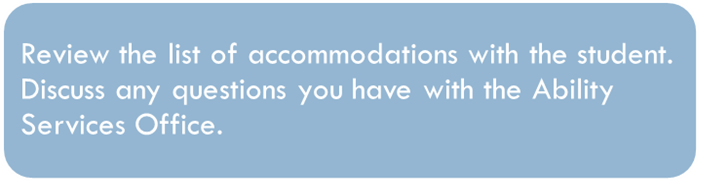 Review the list of accommodations with the student.
Discuss any questions you have with the Ability
Services Office.